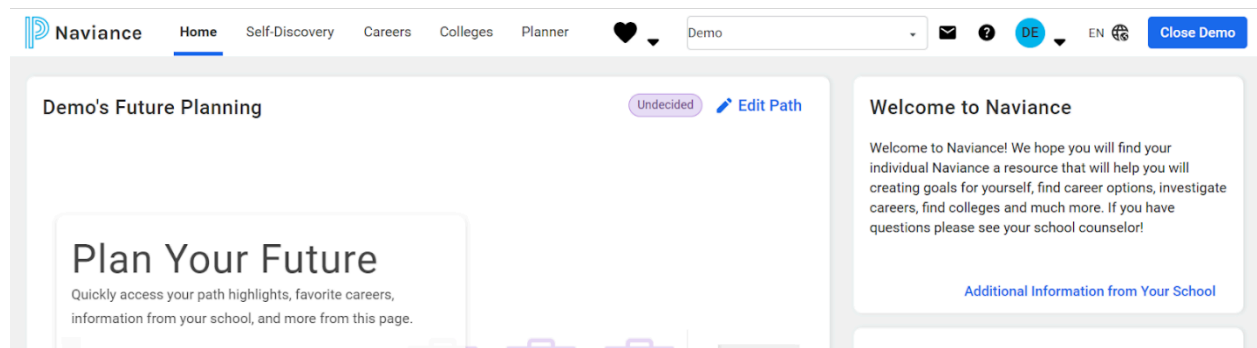 Naviance Home Self-Discovery Careers Colleges Planner Demo DE EN Close Demo
Demo's Future Planning Undecided Edit Path
Plan Your Future
Quickly access your path highlights, favorite careers,
information from your school, and more from this page.
Welcome to Naviance
Welcome to Naviance! We hope you will find your
individual Naviance a resource that will help you will
creating goals for yourself, find career options, investigate
careers, find colleges and much more. If you have
questions please see your school counselor!
Additional Information from Your School